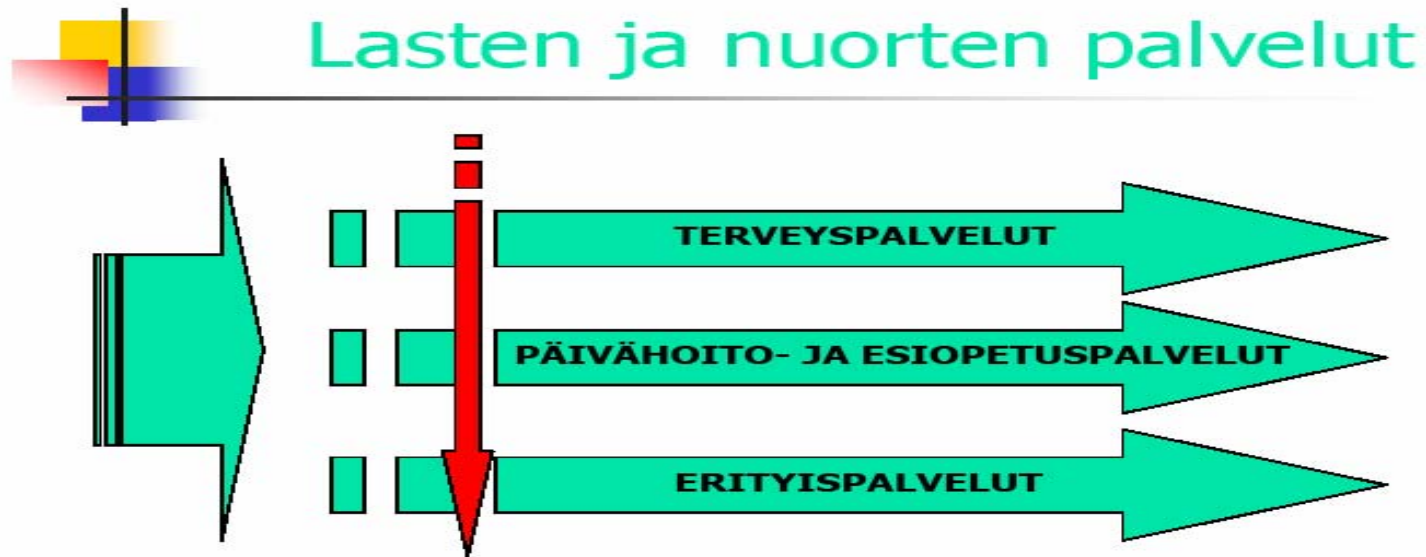 Lasten ja nuorten palvelut
TERVEYSPALVELUT
PÄIVÄHOITO- JA ESIOPETUSPALVELUT
ERITYISPALVELUT